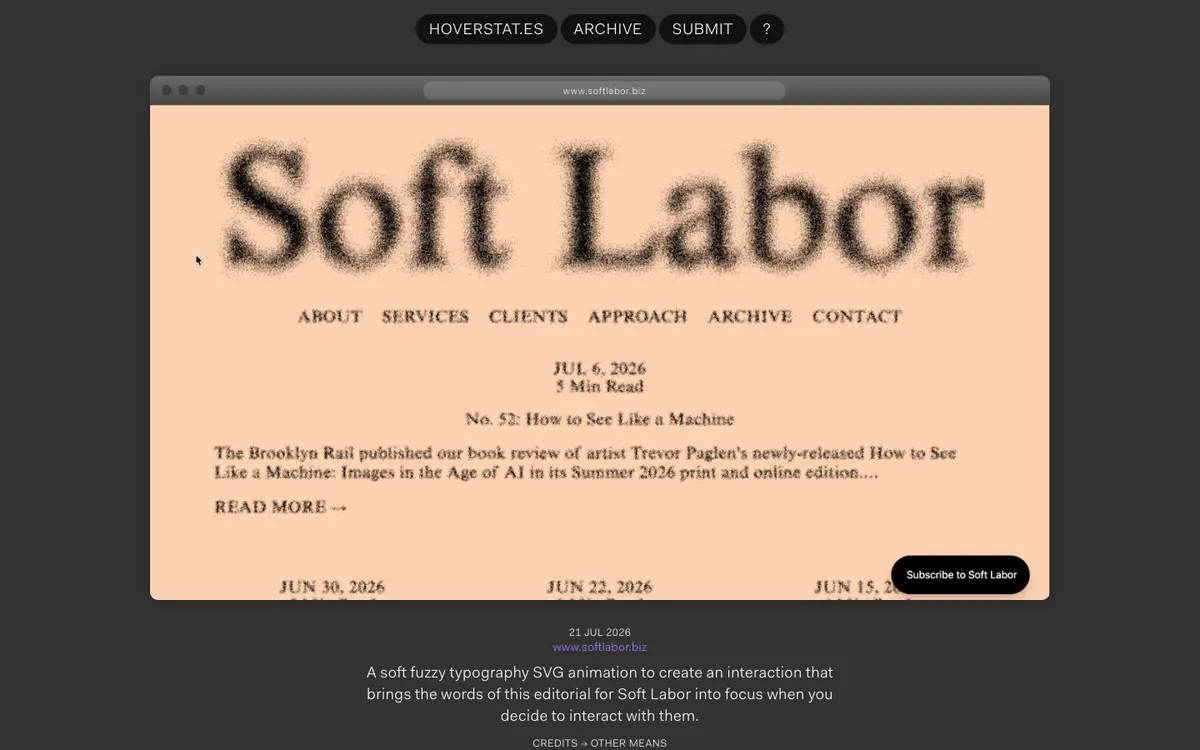 HOVERSTAT.ES ARCHIVE SUBMIT ?
www.softlabor.biz
Soft Labor
ABOUT SERVICES CLIENTS APPROACH ARCHIVE CONTACT
JUL 6, 2026
5 Min Read
No. 52: How to See Like a Machine
The Brooklyn Rail published our book review of artist Trevor Paglen's newly-released How to See
Like a Machine: Images in the Age of AI in its Summer 2026 print and online edition....
READ MORE →
JUN 30, 2026 JUN 22, 2026 JUN 15,
Subscribe to Soft Labor
21 JUL 2026
www.softlabor.biz
A soft fuzzy typography SVG animation to create an interaction that
brings the words of this editorial for Soft Labor into focus when you
decide to interact with them.
CREDITS → OTHER MEANS